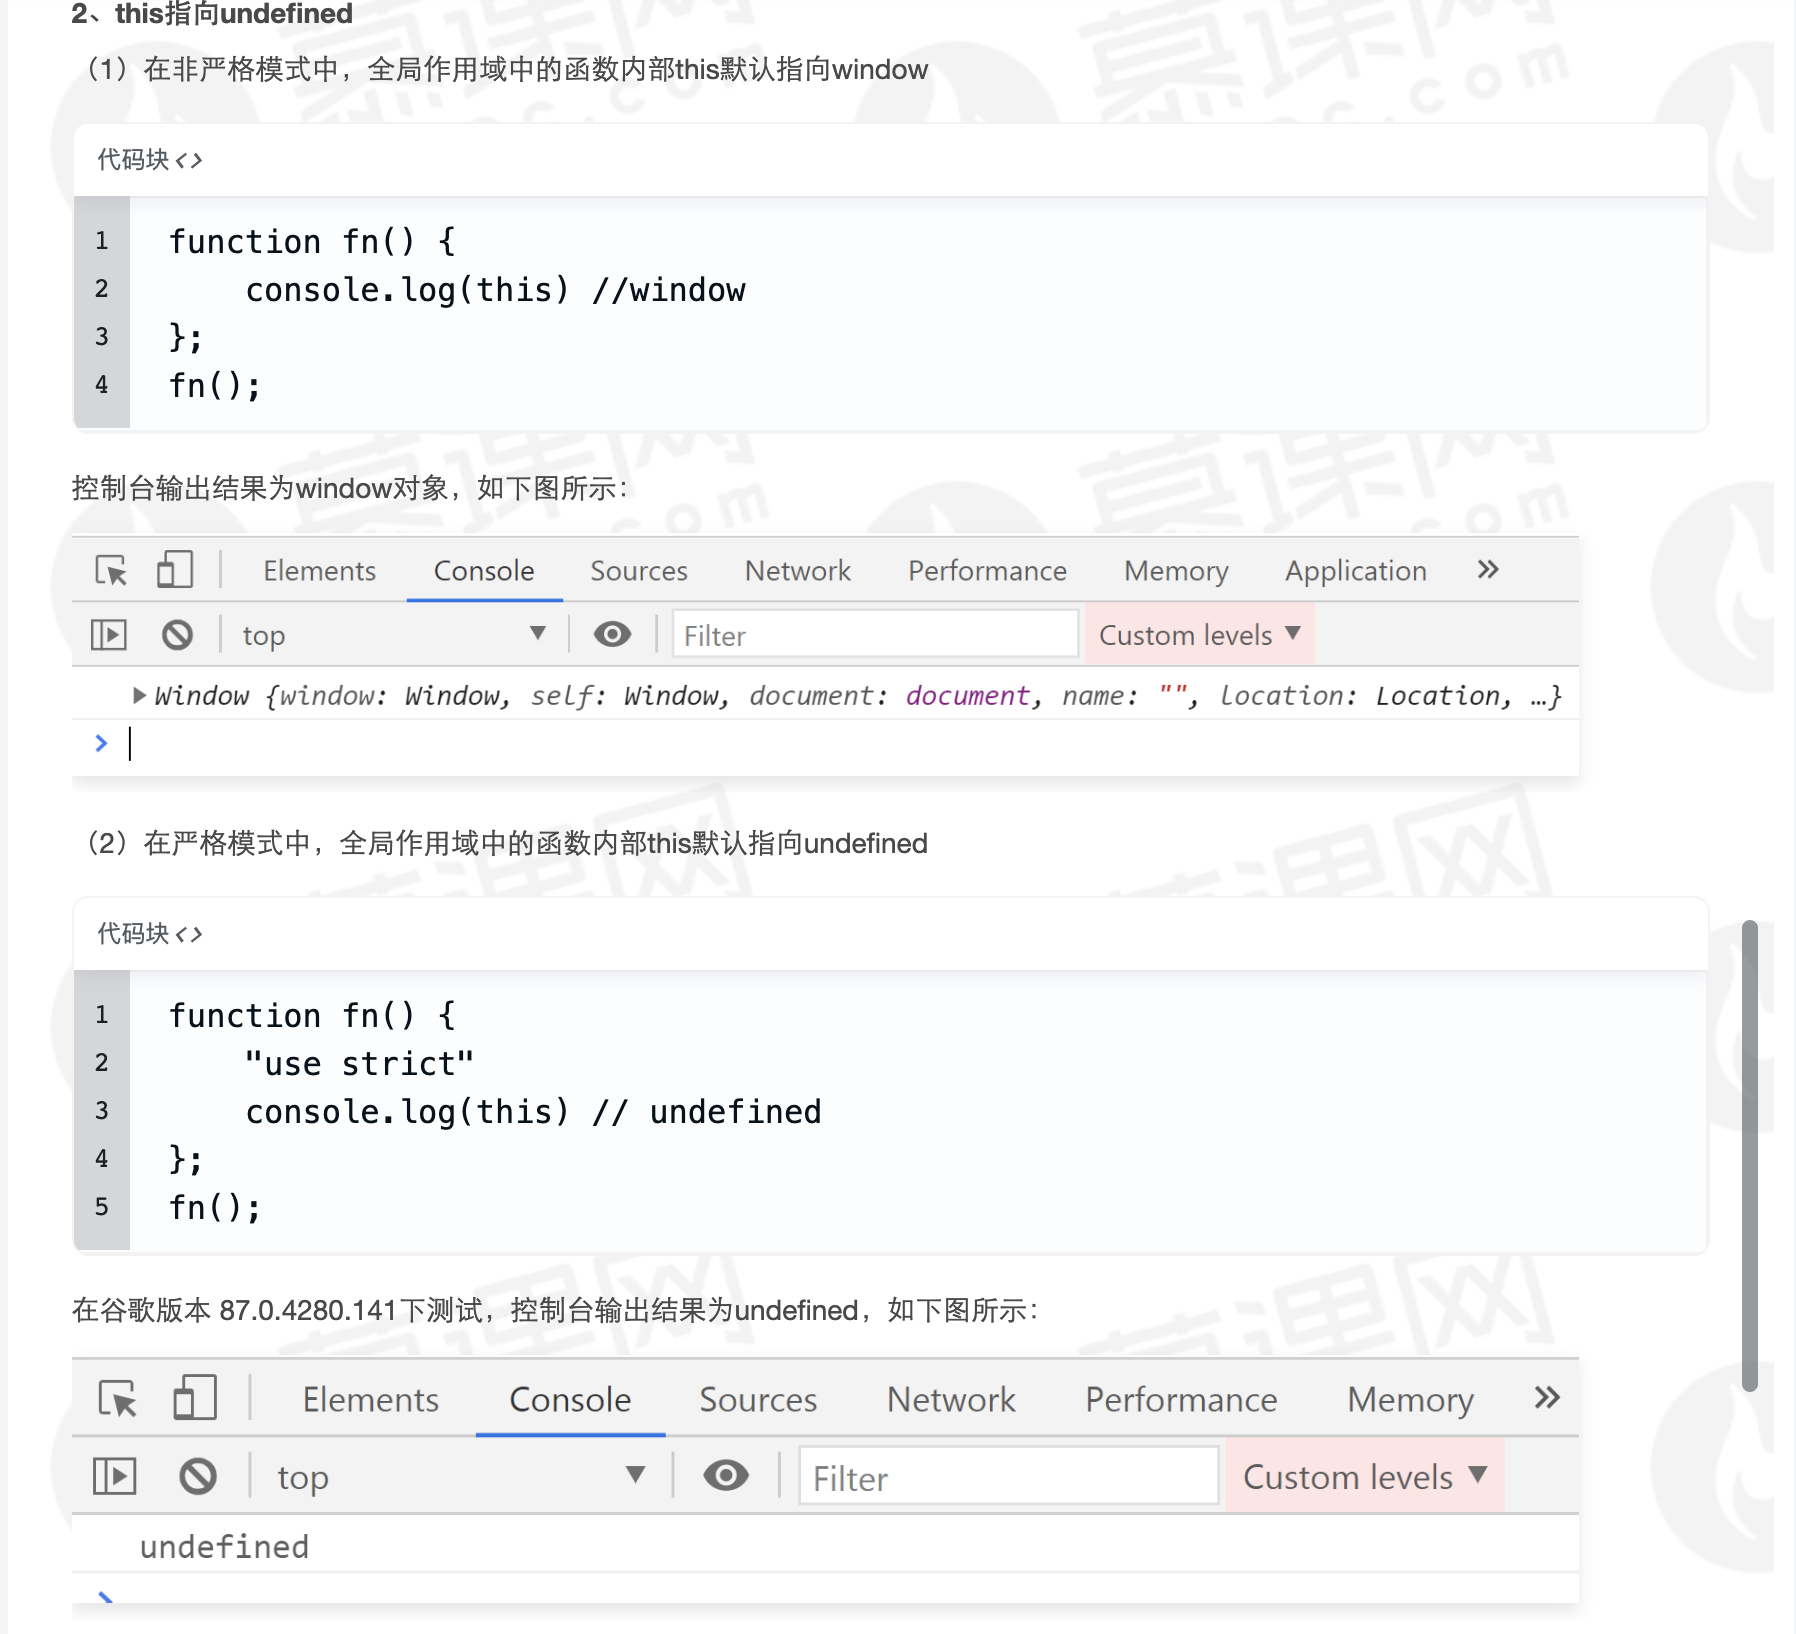 2、this指向undefined
（1）在非严格模式中，全局作用域中的函数内部this默认指向window
代码块<>
1 function fn() {
2     console.log(this) //window
3 };
4 fn();
控制台输出结果为window对象，如下图所示：
Elements Console Sources Network Performance Memory Application »
top ▼ Filter Custom levels ▼
▶Window {window: Window, self: Window, document: document, name: "", location: Location, …}
>
（2）在严格模式中，全局作用域中的函数内部this默认指向undefined
代码块<>
1 function fn() {
2     "use strict"
3     console.log(this) // undefined
4 };
5 fn();
在谷歌版本 87.0.4280.141下测试，控制台输出结果为undefined，如下图所示：
Elements Console Sources Network Performance Memory »
top ▼ Filter Custom levels ▼
undefined